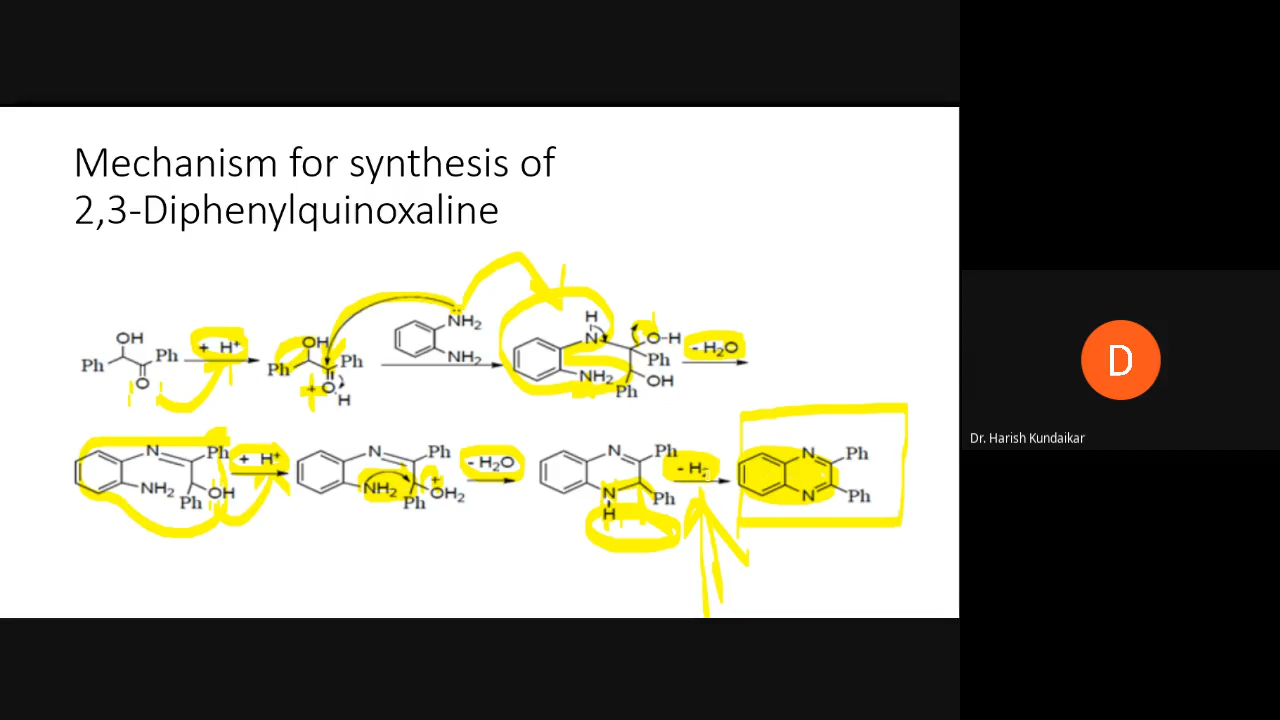 Mechanism for synthesis of
2,3-Diphenylquinoxaline
OH
Ph
Ph
O
+ H⁺
OH
Ph
Ph
+
O
H
NH₂
NH₂
H
N
O-H
Ph
NH₂
OH
Ph
- H₂O
N
Ph
NH₂
OH
Ph
+ H⁺
N
Ph
NH₂
+
OH₂
Ph
- H₂O
N
Ph
N
H
Ph
- H₂
N
Ph
N
Ph
D
Dr. Harish Kundaikar